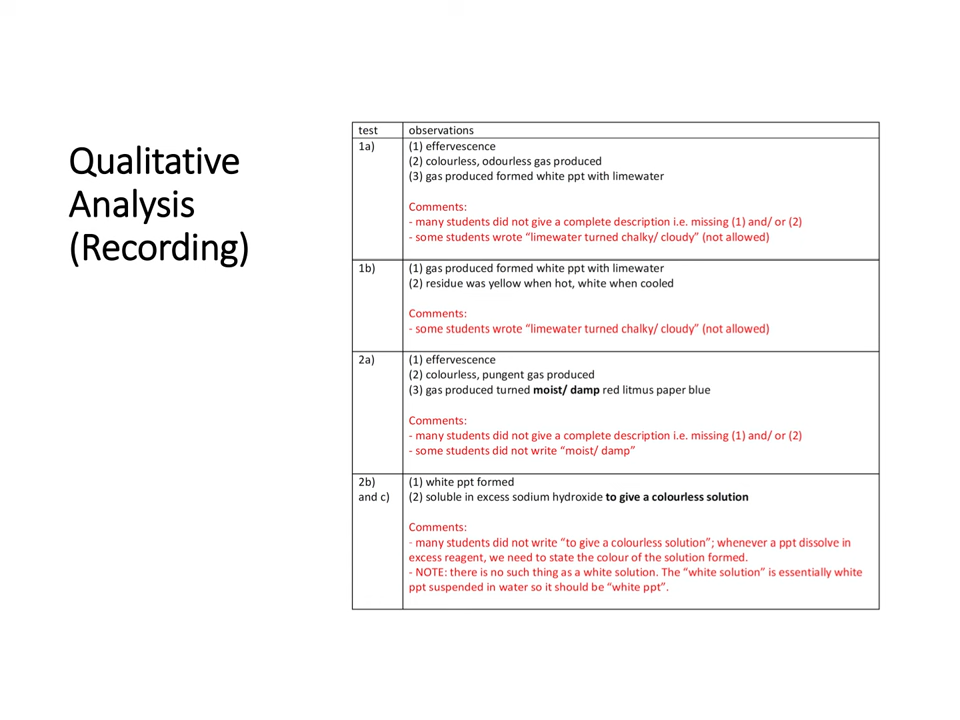 Qualitative
Analysis
(Recording)
test observations
1a) (1) effervescence
(2) colourless, odourless gas produced
(3) gas produced formed white ppt with limewater
Comments:
- many students did not give a complete description i.e. missing (1) and/ or (2)
- some students wrote “limewater turned chalky/ cloudy” (not allowed)
1b) (1) gas produced formed white ppt with limewater
(2) residue was yellow when hot, white when cooled
Comments:
- some students wrote “limewater turned chalky/ cloudy” (not allowed)
2a) (1) effervescence
(2) colourless, pungent gas produced
(3) gas produced turned moist/ damp red litmus paper blue
Comments:
- many students did not give a complete description i.e. missing (1) and/ or (2)
- some students did not write “moist/ damp”
2b) (1) white ppt formed
and c) (2) soluble in excess sodium hydroxide to give a colourless solution
Comments:
- many students did not write “to give a colourless solution”; whenever a ppt dissolve in
excess reagent, we need to state the colour of the solution formed.
- NOTE: there is no such thing as a white solution. The “white solution” is essentially white
ppt suspended in water so it should be “white ppt”.